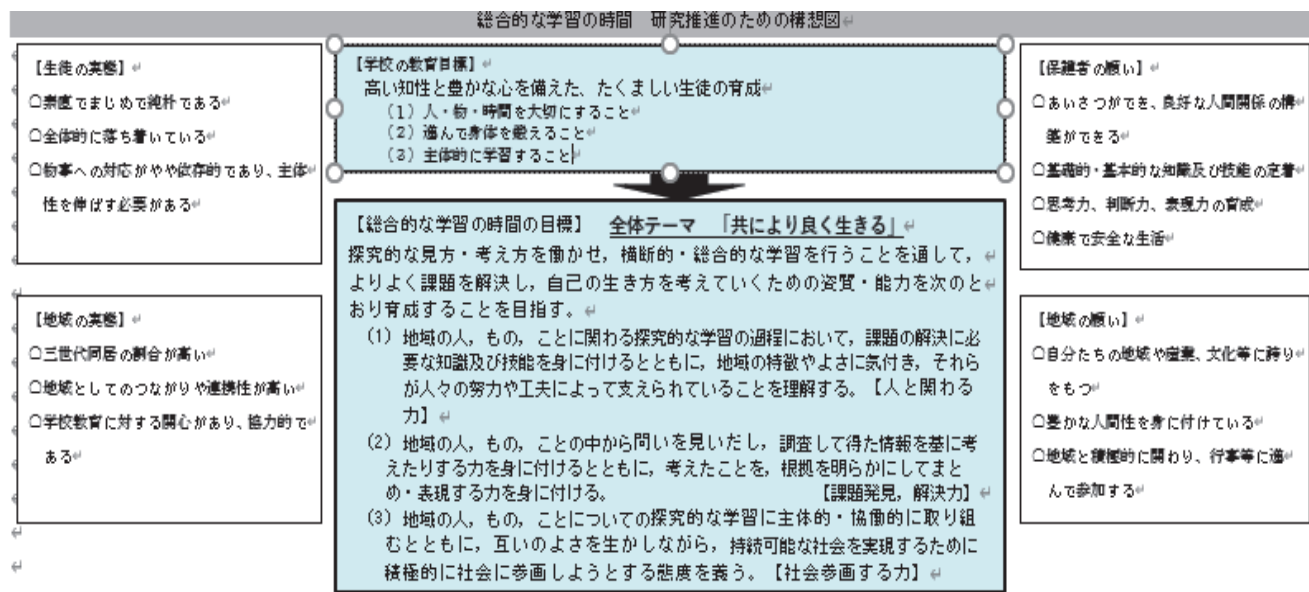 総合的な学習の時間　研究推進のための構想図
【生徒の実態】
○素直でまじめで純朴である
○全体的に落ち着いている
○物事への対応がやや依存的であり、主体
性を伸ばす必要がある
【地域の実態】
○三世代同居の割合が高い
○地域としてのつながりや連携性が高い
○学校教育に対する関心があり、協力的で
ある
【学校の教育目標】
高い知性と豊かな心を備えた、たくましい生徒の育成
（1）人・物・時間を大切にすること
（2）進んで身体を鍛えること
（3）主体的に学習すること
【総合的な学習の時間の目標】　全体テーマ　「共により良く生きる」
探究的な見方・考え方を働かせ，横断的・総合的な学習を行うことを通して，
よりよく課題を解決し，自己の生き方を考えていくための資質・能力を次のと
おり育成することを目指す。
（1）地域の人，もの，ことに関わる探究的な学習の過程において，課題の解決に必
要な知識及び技能を身に付けるとともに，地域の特徴やよさに気付き，それら
が人々の努力や工夫によって支えられていることを理解する。【人と関わる
力】
（2）地域の人，もの，ことの中から問いを見いだし，調査して得た情報を基に考
えたりする力を身に付けるとともに，考えたことを，根拠を明らかにしてまと
め・表現する力を身に付ける。　【課題発見，解決力】
（3）地域の人，もの，ことについての探究的な学習に主体的・協働的に取り組
むとともに，互いのよさを生かしながら，持続可能な社会を実現するために
積極的に社会に参画しようとする態度を養う。【社会参画する力】
【保護者の願い】
○あいさつができ、良好な人間関係の構
築ができる
○基礎的・基本的な知識及び技能の定着
○思考力、判断力、表現力の育成
○健康で安全な生活
【地域の願い】
○自分たちの地域や産業、文化等に誇り
をもつ
○豊かな人間性を身に付けている
○地域と積極的に関わり、行事等に進
んで参加する